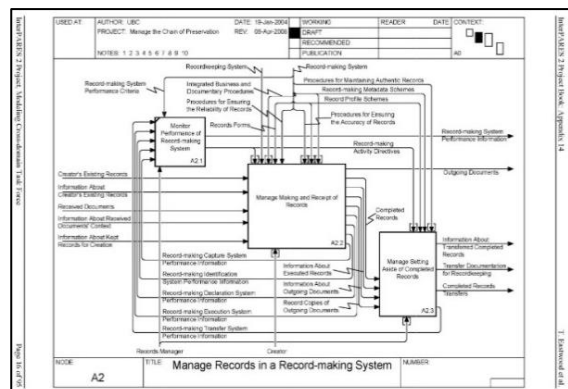 USED AT:
AUTHOR: UBC
PROJECT: Manage the Chain of Preservation
NOTES: 1 2 3 4 5 6 7 8 9 10
DATE: 19-Jan-2004
REV: 09-Apr-2008
WORKING
DRAFT
RECOMMENDED
PUBLICATION
READER
DATE
CONTEXT:
A0
Recordkeeping System
Record-making System
Record-making System
Performance Criteria
Integrated Business and
Documentary Procedures
Procedures for Ensuring
the Reliability of Records
Records Forms
Procedures for Maintaining Authentic Records
Record-making Metadata Schemes
Record Profile Schemes
Procedures for Ensuring
the Accuracy of Records
Monitor
Performance of
Record-making
System
A2.1
Record-making System
Performance Information
Record-making
Activity Directives
Outgoing Documents
Creator's Existing Records
Information About
Creator's Existing Records
Received Documents
Information About Received
Documents' Context
Information About Kept
Records for Creation
Manage Making and Receipt of
Records
A2.2
Completed
Records
Record-making Capture System
Performance Information
Record-making Identification
System Performance Information
Record-making Declaration System
Performance Information
Record-making Execution System
Performance Information
Record-making Transfer System
Performance Information
Information About
Executed Records
Information About
Outgoing Documents
Record Copies of
Outgoing Documents
Manage Setting
Aside of Completed
Records
A2.3
Information About
Transferred Completed
Records
Transfer Documentation
for Recordkeeping
Completed Records
Transfers
Records Manager
Creator
NODE:
A2
TITLE:
Manage Records in a Record-making System
NUMBER:
InterPARES 2 Project, Modeling Cross-domain Task Force
Page 16 of 95
InterPARES 2 Project Book: Appendix 14
T. Eastwood et al.